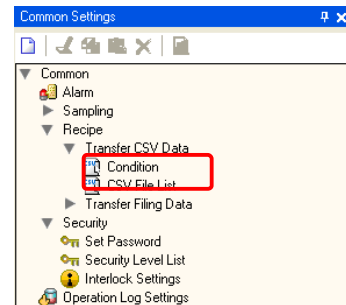 Common Settings
Common
Alarm
Sampling
Recipe
Transfer CSV Data
Condition
CSV File List
Transfer Filing Data
Security
Set Password
Security Level List
Interlock Settings
Operation Log Settings